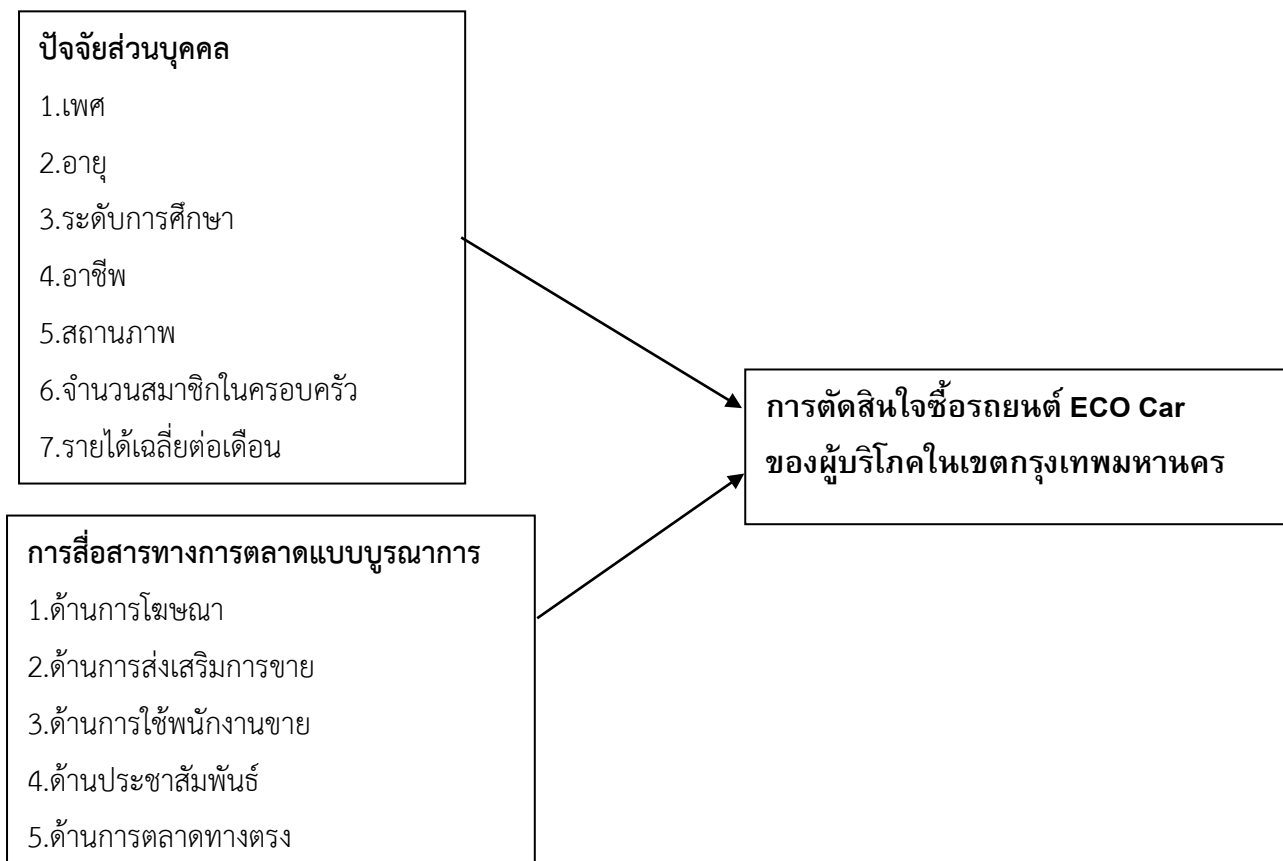 ปัจจัยส่วนบุคคล
1.เพศ
2.อายุ
3.ระดับการศึกษา
4.อาชีพ
5.สถานภาพ
6.จำนวนสมาชิกในครอบครัว
7.รายได้เฉลี่ยต่อเดือน
การตัดสินใจซื้อรถยนต์ ECO Car
ของผู้บริโภคในเขตกรุงเทพมหานคร
การสื่อสารทางการตลาดแบบบูรณาการ
1.ด้านการโฆษณา
2.ด้านการส่งเสริมการขาย
3.ด้านการใช้พนักงานขาย
4.ด้านประชาสัมพันธ์
5.ด้านการตลาดทางตรง